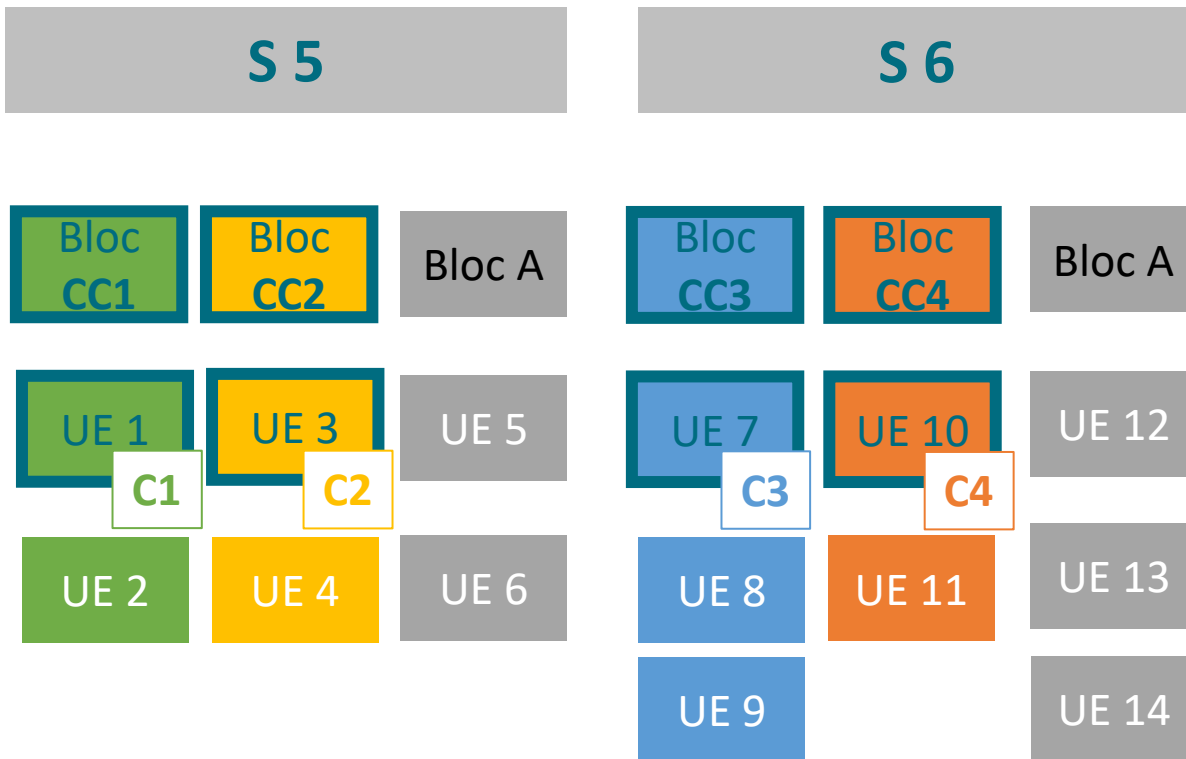 S 5
S 6
Bloc
CC1
Bloc
CC2
Bloc A
Bloc
CC3
Bloc
CC4
Bloc A
UE 1
UE 3
UE 5
UE 7
UE 10
UE 12
C1
C2
C3
C4
UE 2
UE 4
UE 6
UE 8
UE 11
UE 13
UE 9
UE 14